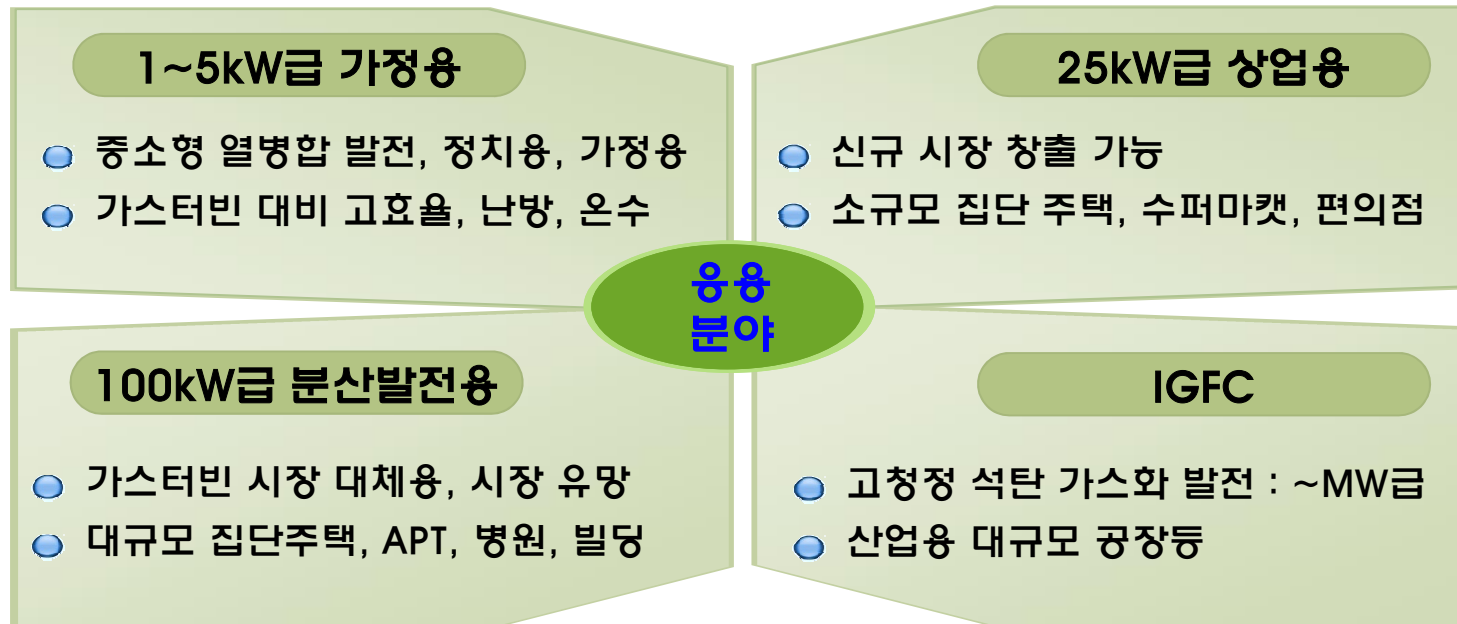 1~5kW급 가정용
중소형 열병합 발전, 정치용, 가정용
가스터빈 대비 고효율, 난방, 온수
25kW급 상업용
신규 시장 창출 가능
소규모 집단 주택, 수퍼마캣, 편의점
응용
분야
100kW급 분산발전용
가스터빈 시장 대체용, 시장 유망
대규모 집단주택, APT, 병원, 빌딩
IGFC
고청정 석탄 가스화 발전 : ~MW급
산업용 대규모 공장등